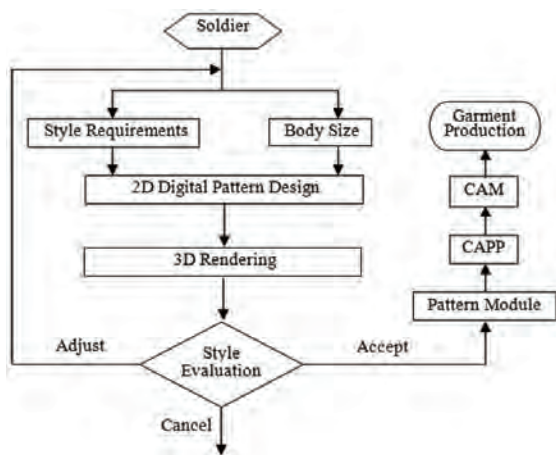 Soldier
Style Requirements
Body Size
2D Digital Pattern Design
3D Rendering
Style
Evaluation
Adjust
Accept
Cancel
Pattern Module
CAPP
CAM
Garment
Production